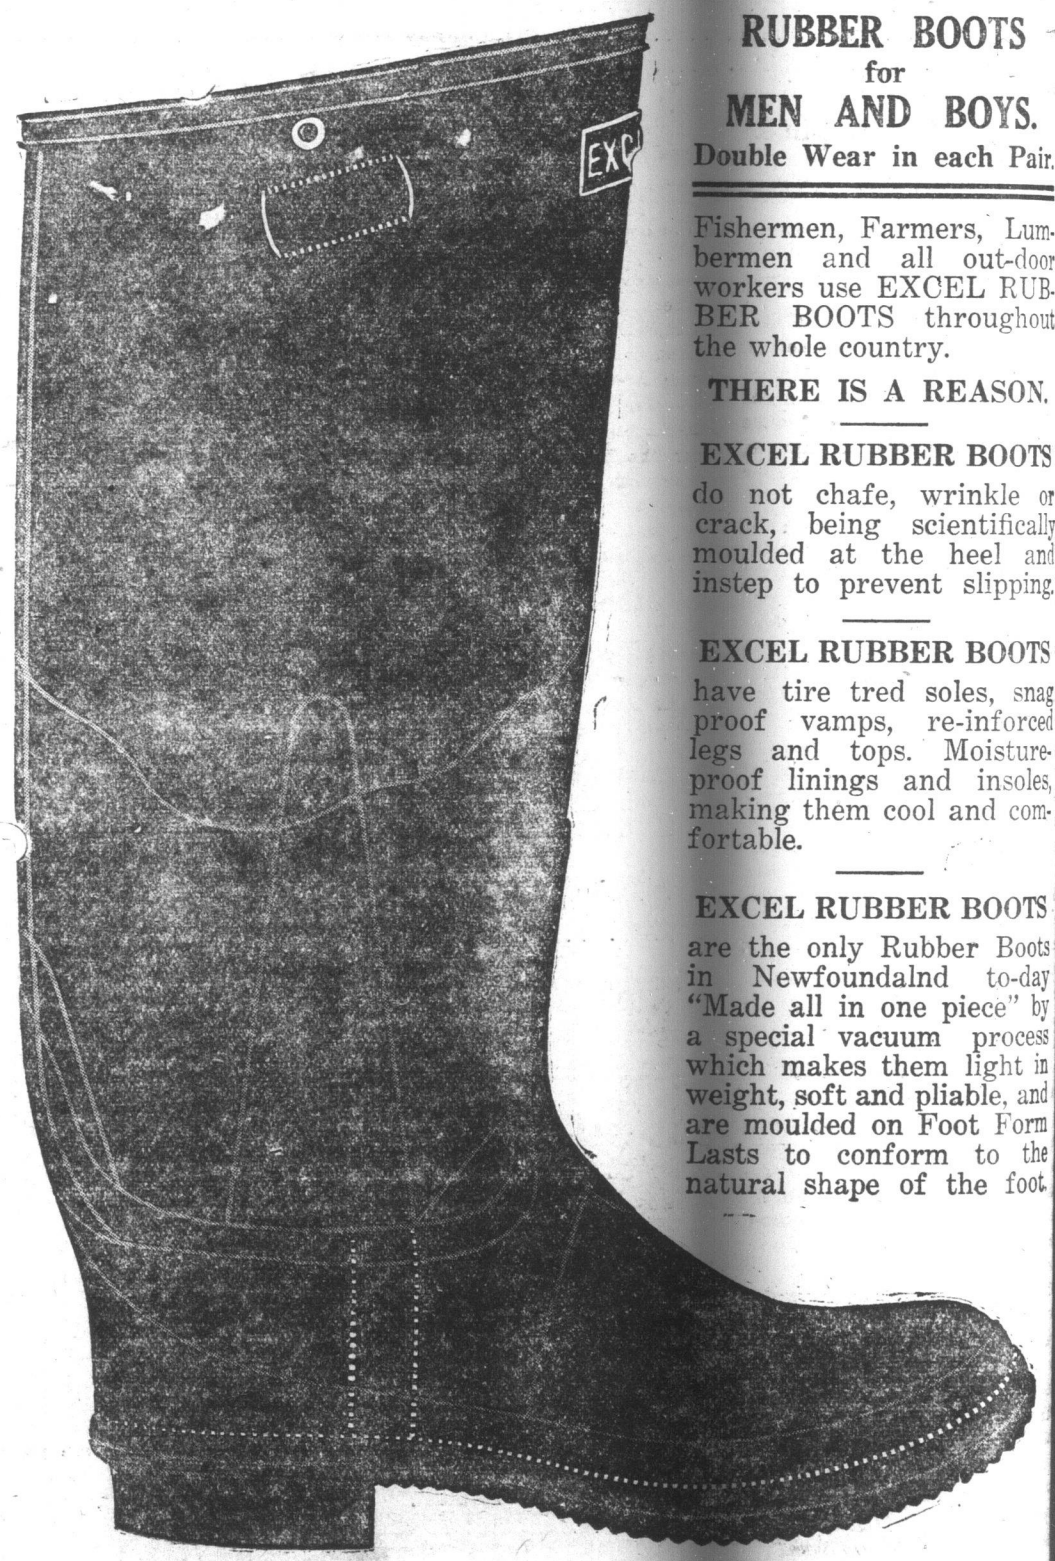 RUBBER BOOTS
for
MEN AND BOYS.
Double Wear in each Pair.
EXC
Fishermen, Farmers, Lum-
bermen and all out-door
workers use EXCEL RUB-
BER BOOTS throughout
the whole country.
THERE IS A REASON.
EXCEL RUBBER BOOTS
do not chafe, wrinkle or
crack, being scientifically
moulded at the heel and
instep to prevent slipping.
EXCEL RUBBER BOOTS
have tire tred soles, snag
proof vamps, re-inforced
legs and tops. Moisture-
proof linings and insoles,
making them cool and com-
fortable.
EXCEL RUBBER BOOTS
are the only Rubber Boots
in Newfoundalnd to-day
"Made all in one piece" by
a special vacuum process
which makes them light in
weight, soft and pliable, and
are moulded on Foot Form
Lasts to conform to the
natural shape of the foot.